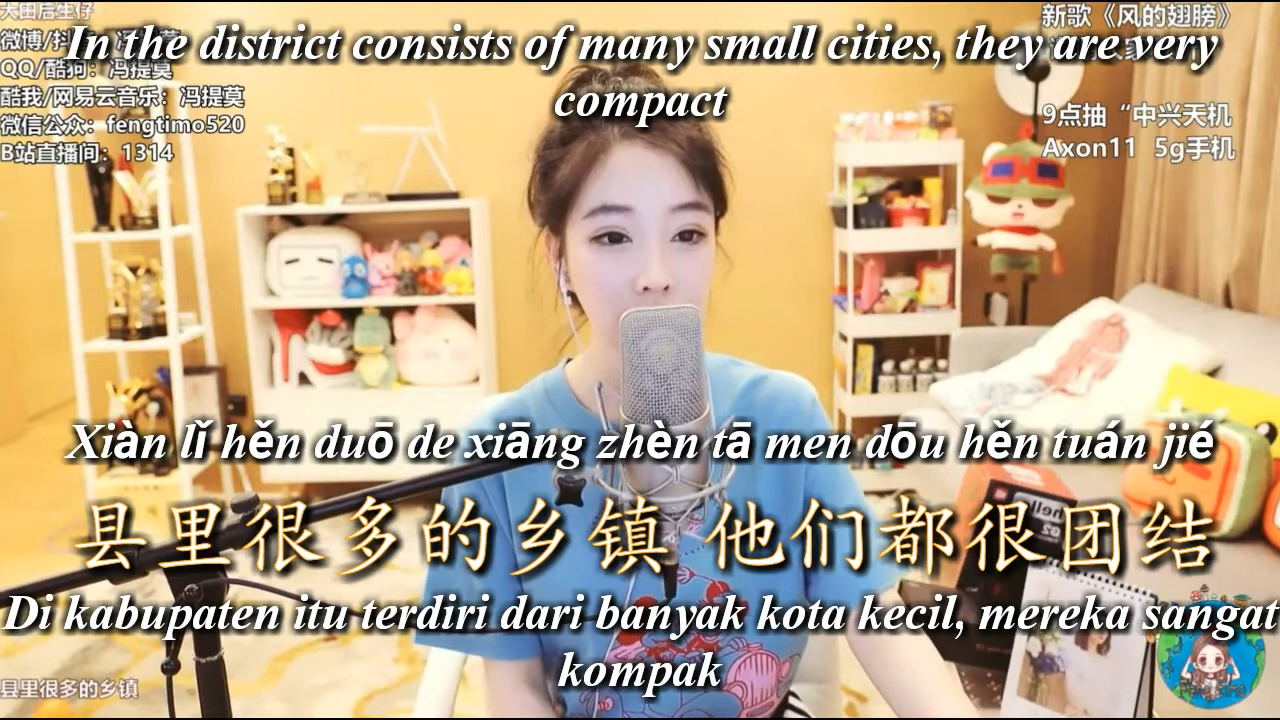 大田后生仔
In the district consists of many small cities, they are very
compact
QQ/酷狗：冯提莫
酷我/网易云音乐：冯提莫
微信公众：fengtimo520
B站直播间：1314
新歌《风的翅膀》
9点抽“中兴天机
Axon11 5g手机
Xiàn lǐ hěn duō de xiāng zhèn tā men dōu hěn tuán jié
县里很多的乡镇 他们都很团结
Di kabupaten itu terdiri dari banyak kota kecil, mereka sangat
kompak
县里很多的乡镇